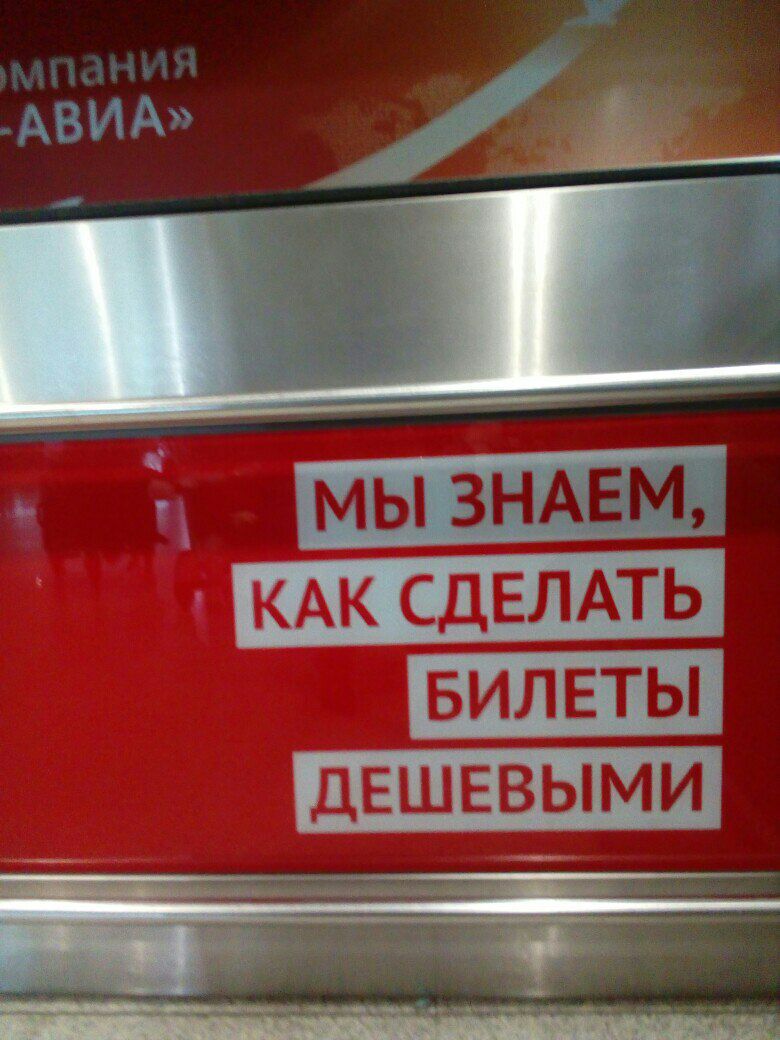 омпания
-АВИА»
МЫ ЗНАЕМ,
КАК СДЕЛАТЬ
БИЛЕТЫ
ДЕШЕВЫМИ